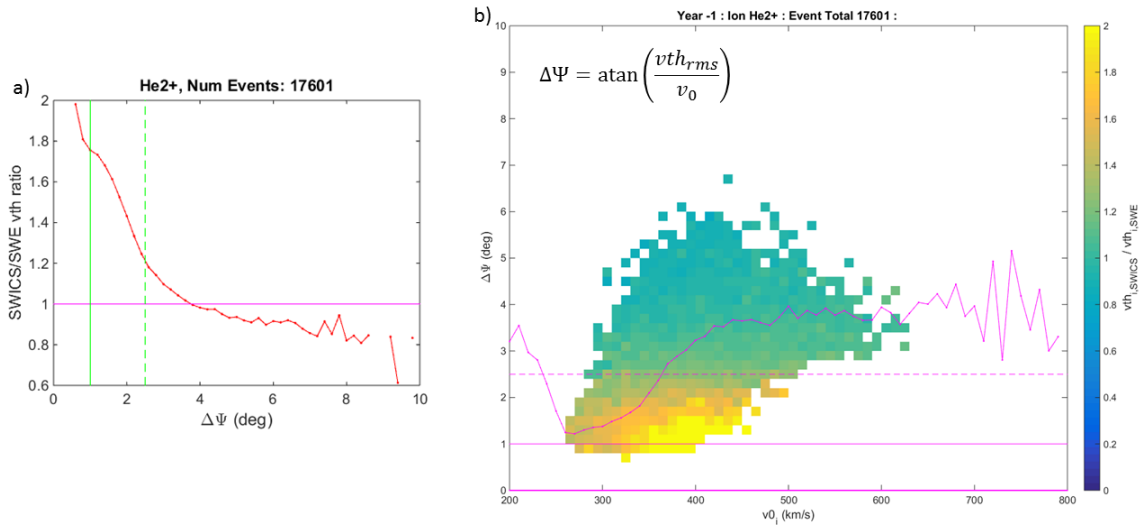 a)
He2+, Num Events: 17601
SWICS/SWE vth ratio
2
1.8
1.6
1.4
1.2
1
0.8
0.6
0 2 4 6 8 10
ΔΨ (deg)
b)
Year -1 : Ion He2+ : Event Total 17601 :
ΔΨ = atan(vth_rms / v_0)
ΔΨ (deg)
10
9
8
7
6
5
4
3
2
1
0
200 300 400 500 600 700 800
v0_i (km/s)
2
1.8
1.6
1.4
1.2
1
0.8
0.6
0.4
0.2
0
vth_i,SWICS / vth_i,SWE